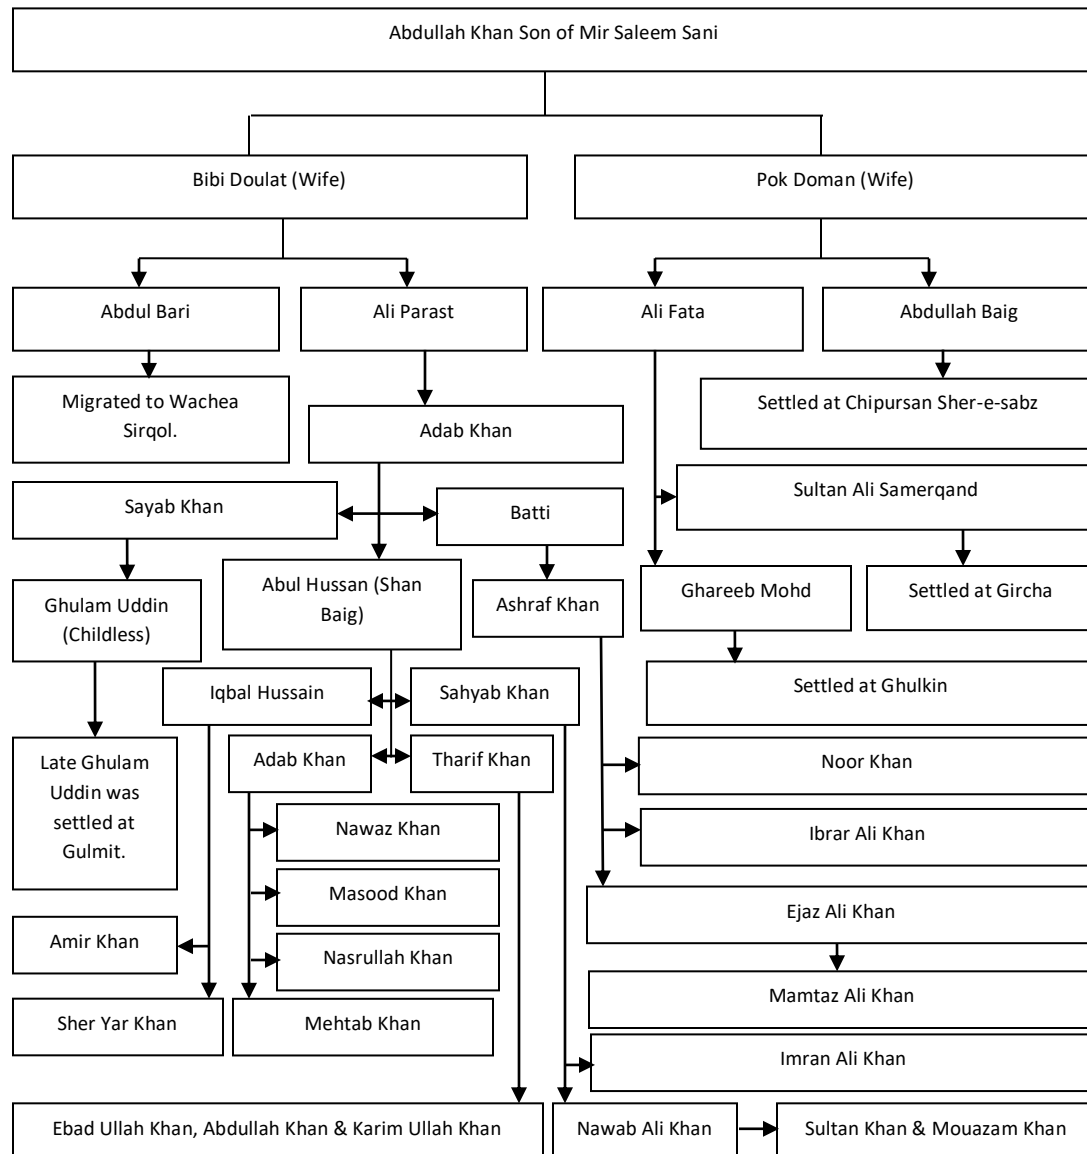 Abdullah Khan Son of Mir Saleem Sani
Bibi Doulat (Wife)
Pok Doman (Wife)
Abdul Bari
Ali Parast
Ali Fata
Abdullah Baig
Migrated to Wachea
Sirqol.
Adab Khan
Settled at Chipursan Sher-e-sabz
Sultan Ali Samerqand
Sayab Khan
Batti
Ghulam Uddin
(Childless)
Abul Hussan (Shan
Baig)
Ashraf Khan
Ghareeb Mohd
Settled at Gircha
Iqbal Hussain
Sahyab Khan
Settled at Ghulkin
Late Ghulam
Uddin was
settled at
Gulmit.
Adab Khan
Tharif Khan
Noor Khan
Nawaz Khan
Ibrar Ali Khan
Masood Khan
Ejaz Ali Khan
Amir Khan
Nasrullah Khan
Mamtaz Ali Khan
Sher Yar Khan
Mehtab Khan
Imran Ali Khan
Ebad Ullah Khan, Abdullah Khan & Karim Ullah Khan
Nawab Ali Khan
Sultan Khan & Mouazam Khan